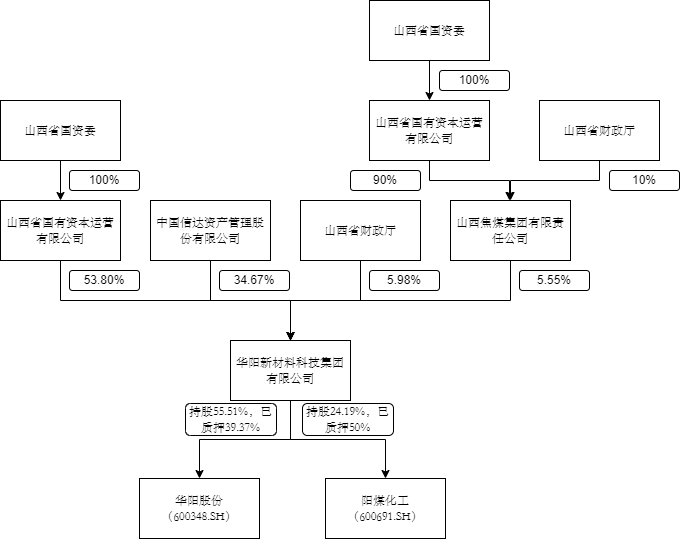 山西省国资委
100%
山西省国资委
山西省国有资本运营
有限公司
山西省财政厅
100%
90%
10%
山西省国有资本运营
有限公司
中国信达资产管理股
份有限公司
山西省财政厅
山西焦煤集团有限责
任公司
53.80%
34.67%
5.98%
5.55%
华阳新材料科技集团
有限公司
持股55.51%，已
质押39.37%
持股24.19%，已
质押50%
华阳股份
（600348.SH）
阳煤化工
（600691.SH）